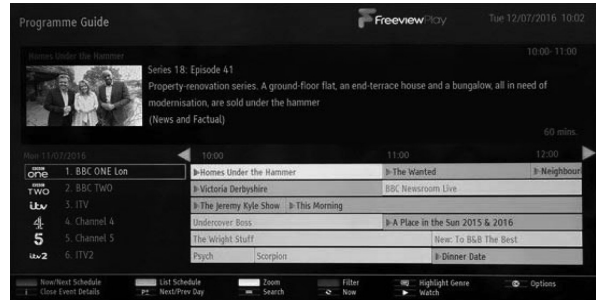 Programme Guide
Freeview Play
Tue 12/07/2016 10:02
Homes Under the Hammer
10:00- 11:00
Series 18: Episode 41
Property-renovation series. A ground-floor flat, an end-terrace house and a bungalow, all in need of
modernisation, are sold under the hammer
(News and Factual)
60 mins.
Mon 11/07/2016
10:00
11:00
12:00
BBC one 1. BBC ONE Lon
Homes Under the Hammer
The Wanted
Neighbour
BBC TWO 2. BBC TWO
Victoria Derbyshire
BBC Newsroom Live
itv 3. ITV
The Jeremy Kyle Show
This Morning
4 4. Channel 4
Undercover Boss
A Place in the Sun 2015 & 2016
5 5. Channel 5
The Wright Stuff
New: To B&B The Best
itv2 6. ITV2
Psych
Scorpion
Dinner Date
Now/Next Schedule
List Schedule
Zoom
Filter
Highlight Genre
Options
i Close Event Details
P± Next/Prev Day
Search
Now
Watch